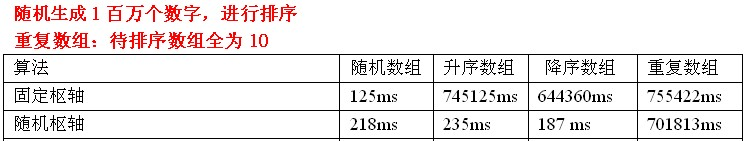 随机生成1百万个数字，进行排序
重复数组：待排序数组全为10
算法 随机数组 升序数组 降序数组 重复数组
固定枢轴 125ms 745125ms 644360ms 755422ms
随机枢轴 218ms 235ms 187 ms 701813ms